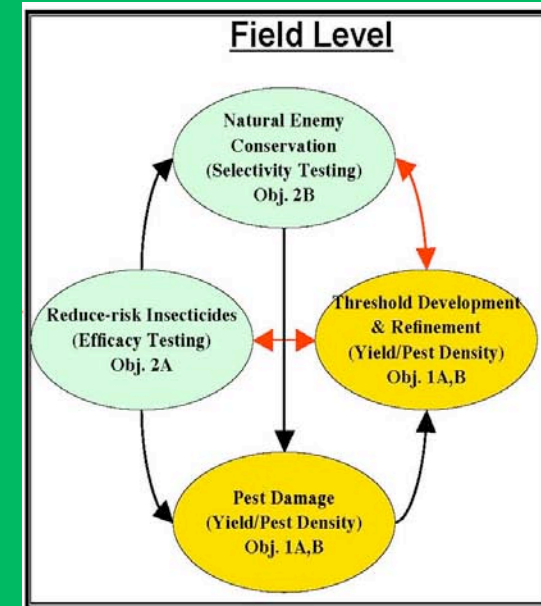 Field Level
Natural Enemy
Conservation
(Selectivity Testing)
Obj. 2B
Reduce-risk Insecticides
(Efficacy Testing)
Obj. 2A
Threshold Development
& Refinement
(Yield/Pest Density)
Obj. 1A,B
Pest Damage
(Yield/Pest Density)
Obj. 1A,B